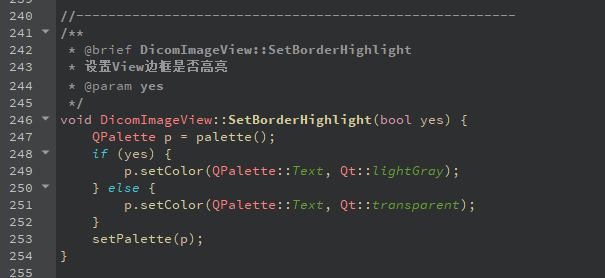 240 //-------------------------------------------------------
241 /**
242 * @brief DicomImageView::SetBorderHighlight
243 * 设置View边框是否高亮
244 * @param yes
245 */
246 void DicomImageView::SetBorderHighlight(bool yes) {
247 QPalette p = palette();
248 if (yes) {
249 p.setColor(QPalette::Text, Qt::lightGray);
250 } else {
251 p.setColor(QPalette::Text, Qt::transparent);
252 }
253 setPalette(p);
254 }
255